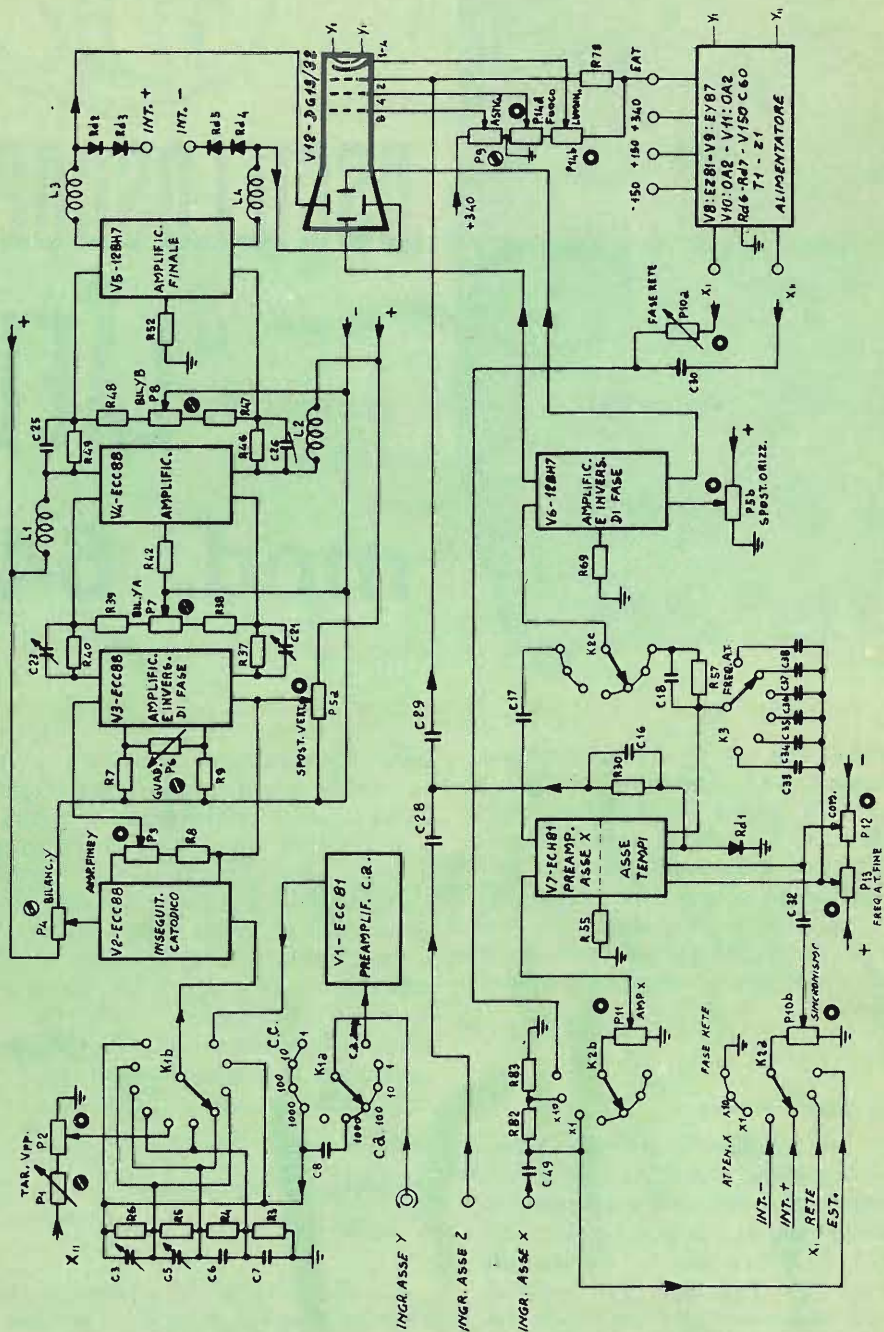 TAR. Vpp.
P1
P2
X11
C3
R6
C5
R5
C6
R4
C7
R3
K1b
P4
BILANC. Y
V2-ECC88
INSEGUIT.
CATODICO
AMP. FINE Y
P3
R8
R7
GUAD.
P6
R9
V3-ECC88
AMPLIFIC.
E INVERS.
DI FASE
SPOST. VERT.
P5a
C23
R40
R39
BIL. YA
P7
R38
R37
C21
R42
V4-ECC88
AMPLIFIC.
L1
C25
R49
R48
BIL. YB
P8
R47
R46
C26
L2
+
-
+
R52
V5-12BH7
AMPLIFIC.
FINALE
L3
L4
Rd2
Rd3
INT. +
INT. -
Rd5
Rd4
V12-DG13/32
8
4
2
1-4
Y1
Y1
+340
P9
ASTIG.
P14a
FUOCO
P14b
LUMIN.
R78
-150
+150
+340
EAT
V8: EZ81-V9: EY87
V10: OA2 - V11: OA2
Rd6-Rd7-V150 C60
T1 - Z1
ALIMENTATORE
Y1
Y11
X1
X11
FASE RETE
P10a
C30
C.C.
1000
100
10
1
C8
K1a
C.a.
1000
100
10
1
V1-ECC 81
PREAMPLIF. C.a.
INGR. ASSE Y
INGR. ASSE Z
INGR. ASSE X
C28
C29
C49
R82
R83
X1
X10
K2b
P11
AMP X
R55
V7-ECH81
PREAMP.
ASSE X
ASSE
TEMPI
R30
C16
Rd1
C17
K2c
C18
R57
K3
FREQ. A.T.
C33
C34
C35
C36
C37
C38
R69
V6-12BH7
AMPLIFIC.
E INVERS.
DI FASE
P5b
SPOST. ORIZZ.
+
ATTEN. X
X1
X10
FASE RETE
INT. -
INT. +
RETE
X1
EST.
K2a
P10b
SINCRONISMO
C32
P13
FREQ. A.T. FINE
P12
+
-